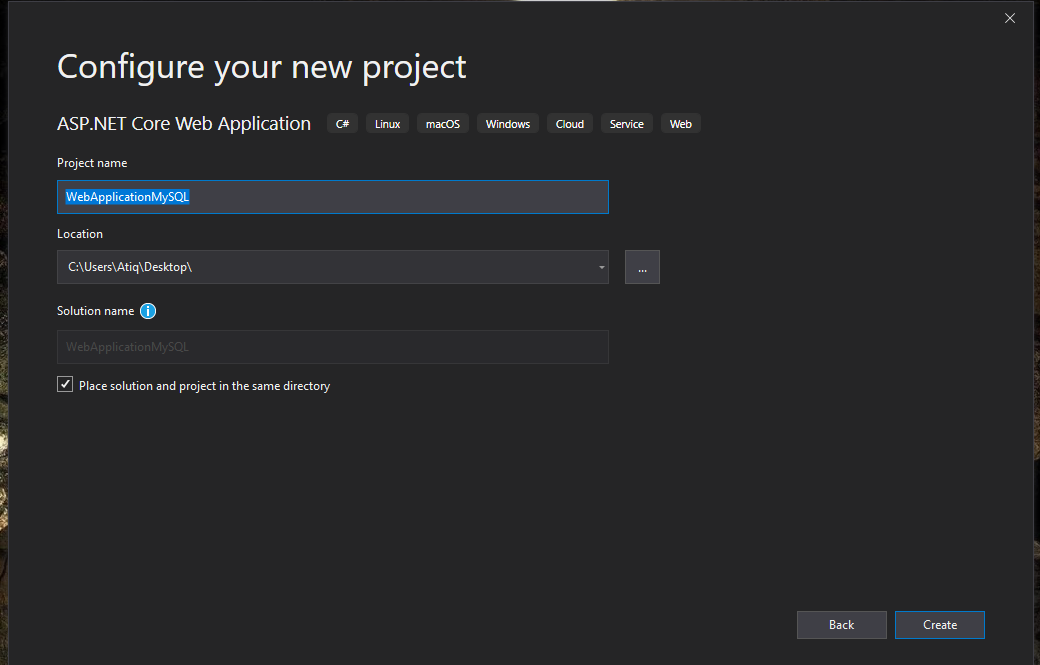 Configure your new project
ASP.NET Core Web Application C# Linux macOS Windows Cloud Service Web
Project name
WebApplicationMySQL
Location
C:\Users\Atiq\Desktop\
...
Solution name
WebApplicationMySQL
Place solution and project in the same directory
Back Create